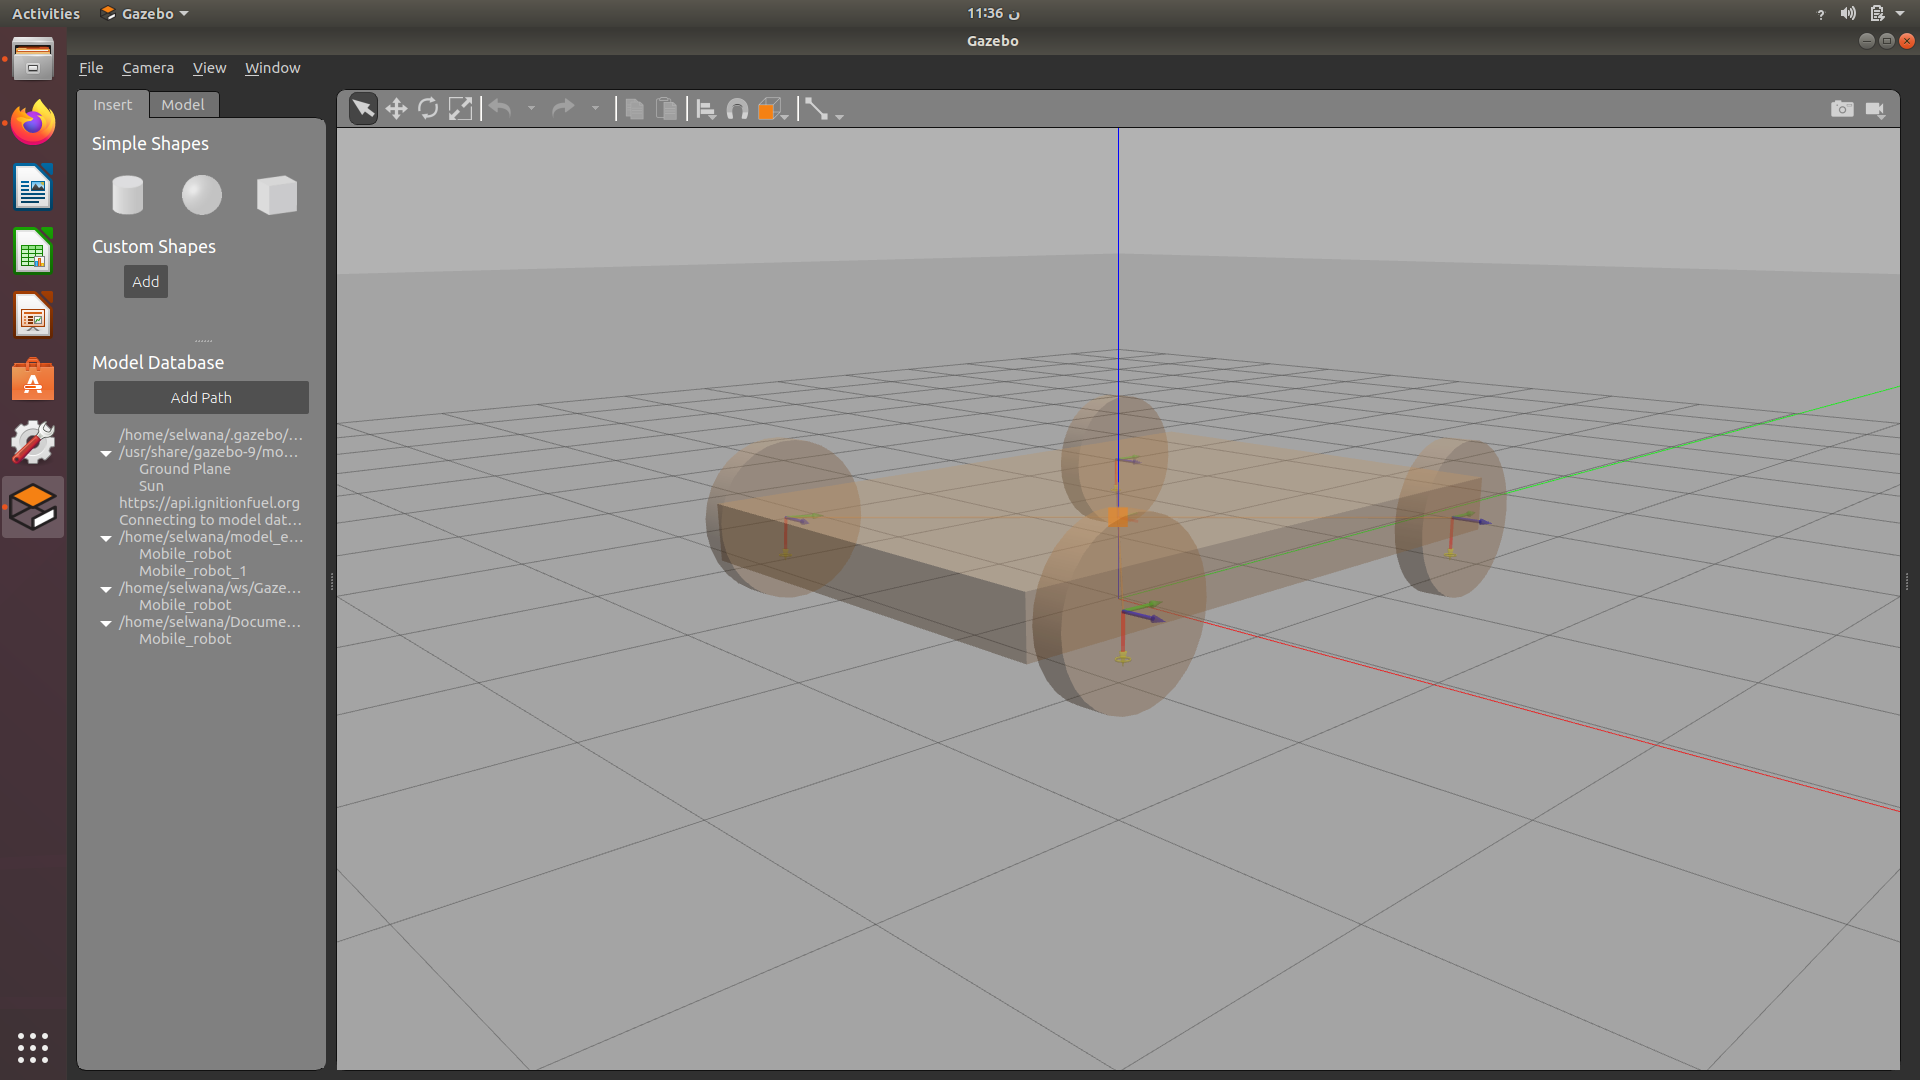 Activities Gazebo 11:36 ن ?
Gazebo
File Camera View Window
Insert Model
Simple Shapes
Custom Shapes
Add
Model Database
Add Path
/home/selwana/.gazebo/...
/usr/share/gazebo-9/mo...
Ground Plane
Sun
https://api.ignitionfuel.org
Connecting to model dat...
/home/selwana/model_e...
Mobile_robot
Mobile_robot_1
/home/selwana/ws/Gaze...
Mobile_robot
/home/selwana/Docume...
Mobile_robot